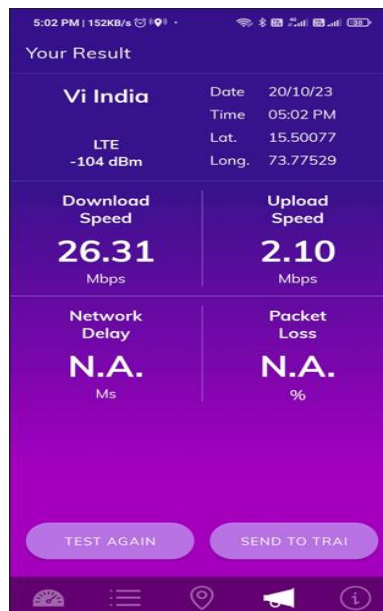 5:02 PM | 152KB/s
38
Your Result
Vi India
LTE
-104 dBm
Date 20/10/23
Time 05:02 PM
Lat. 15.50077
Long. 73.77529
Download Speed
26.31
Mbps
Upload Speed
2.10
Mbps
Network Delay
N.A.
Ms
Packet Loss
N.A.
%
TEST AGAIN
SEND TO TRAI